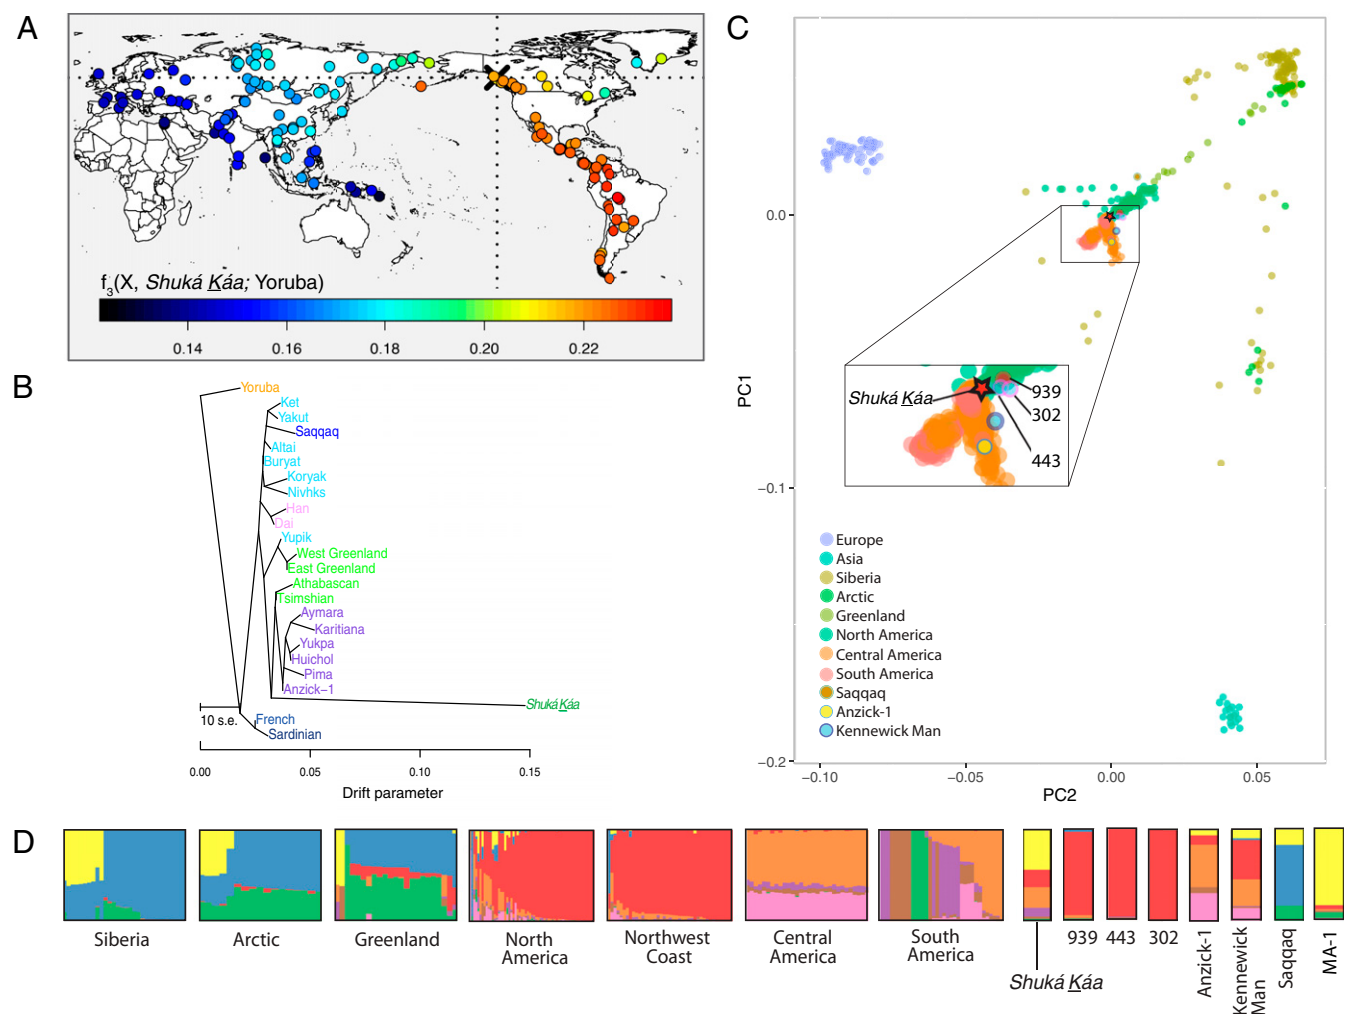 A
f3(X, Shuká Ḵáa; Yoruba)
0.14 0.16 0.18 0.20 0.22
B
Yoruba
Ket
Yakut
Saqqaq
Altai
Buryat
Koryak
Nivhks
Han
Dai
Yupik
West Greenland
East Greenland
Athabascan
Tsimshian
Aymara
Karitiana
Yukpa
Huichol
Pima
Anzick−1
Shuká Ḵáa
10 s.e.
French
Sardinian
0.00 0.05 0.10 0.15
Drift parameter
C
0.0
−0.1
−0.2
PC1
Shuká Ḵáa
939
302
443
Europe
Asia
Siberia
Arctic
Greenland
North America
Central America
South America
Saqqaq
Anzick-1
Kennewick Man
−0.10 −0.05 0.00 0.05
PC2
D
Siberia
Arctic
Greenland
North
America
Northwest
Coast
Central
America
South
America
Shuká Ḵáa
939
443
302
Anzick-1
Kennewick
Man
Saqqaq
MA-1